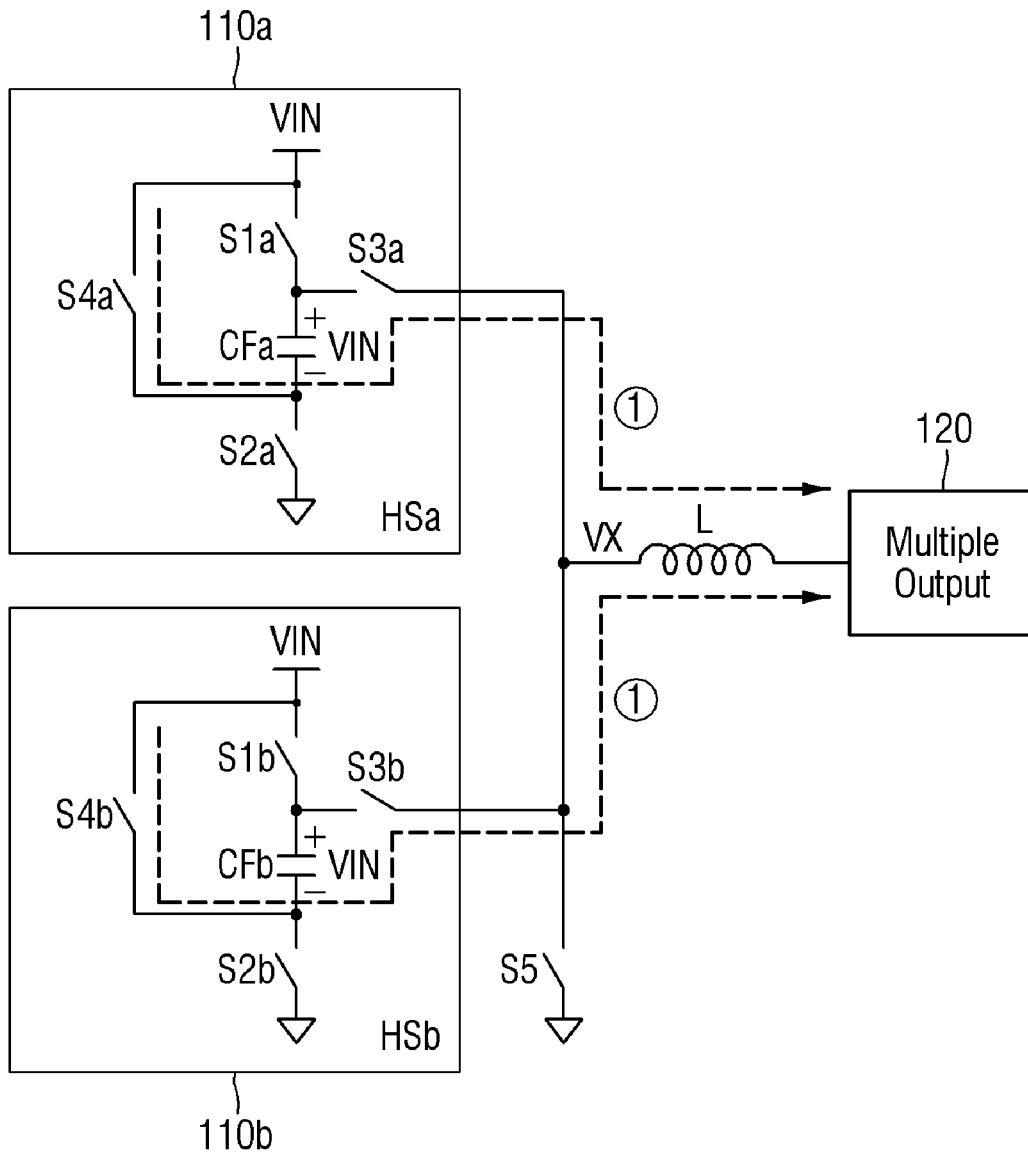 110a
VIN
S1a
S3a
S4a
+
CFa
VIN
−
S2a
HSa
①
120
VX
L
Multiple
Output
①
VIN
S1b
S3b
S4b
+
CFb
VIN
−
S2b
S5
HSb
110b